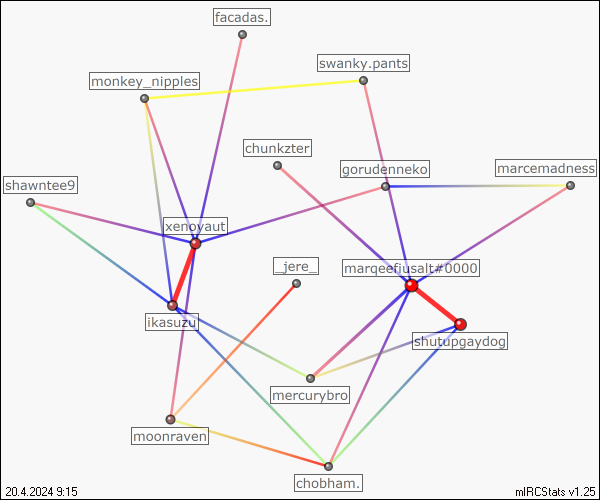 facadas.
swanky.pants
monkey_nipples
chunkzter
gorudenneko
marcemadness
shawntee9
xenoyaut
_jere_
marqeefjusalt#0000
ikasuzu
shutupgaydog
mercurybro
moonraven
chobham.
20.4.2024 9:15
mIRCStats v1.25